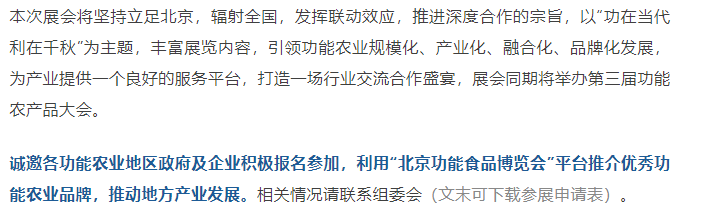 本次展会将坚持立足北京，辐射全国，发挥联动效应，推进深度合作的宗旨，以“功在当代
利在千秋”为主题，丰富展览内容，引领功能农业规模化、产业化、融合化、品牌化发展，
为产业提供一个良好的服务平台，打造一场行业交流合作盛宴，展会同期将举办第三届功能
农产品大会。
诚邀各功能农业地区政府及企业积极报名参加，利用“北京功能食品博览会”平台推介优秀功
能农业品牌，推动地方产业发展。相关情况请联系组委会（文末可下载参展申请表）。